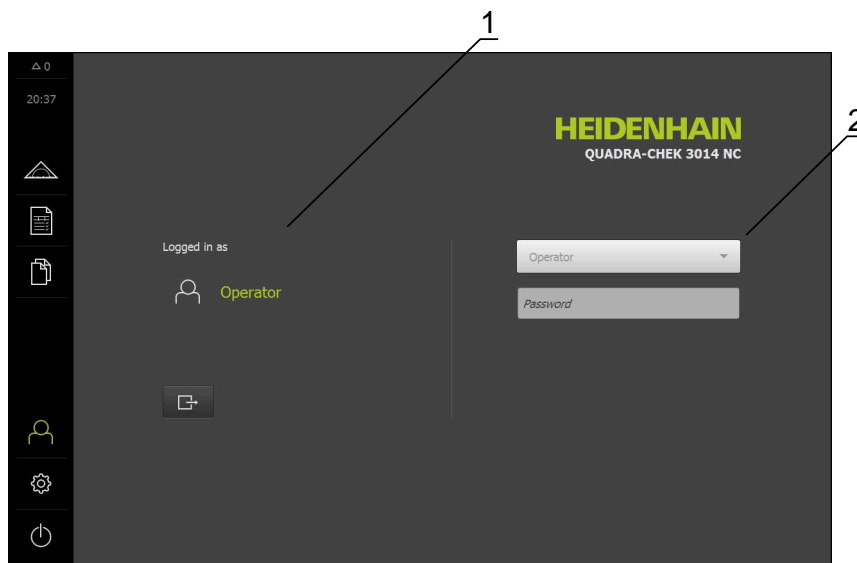 1
△ 0
20:37
HEIDENHAIN
2
QUADRA-CHEK 3014 NC
Logged in as
Operator
Operator
Password